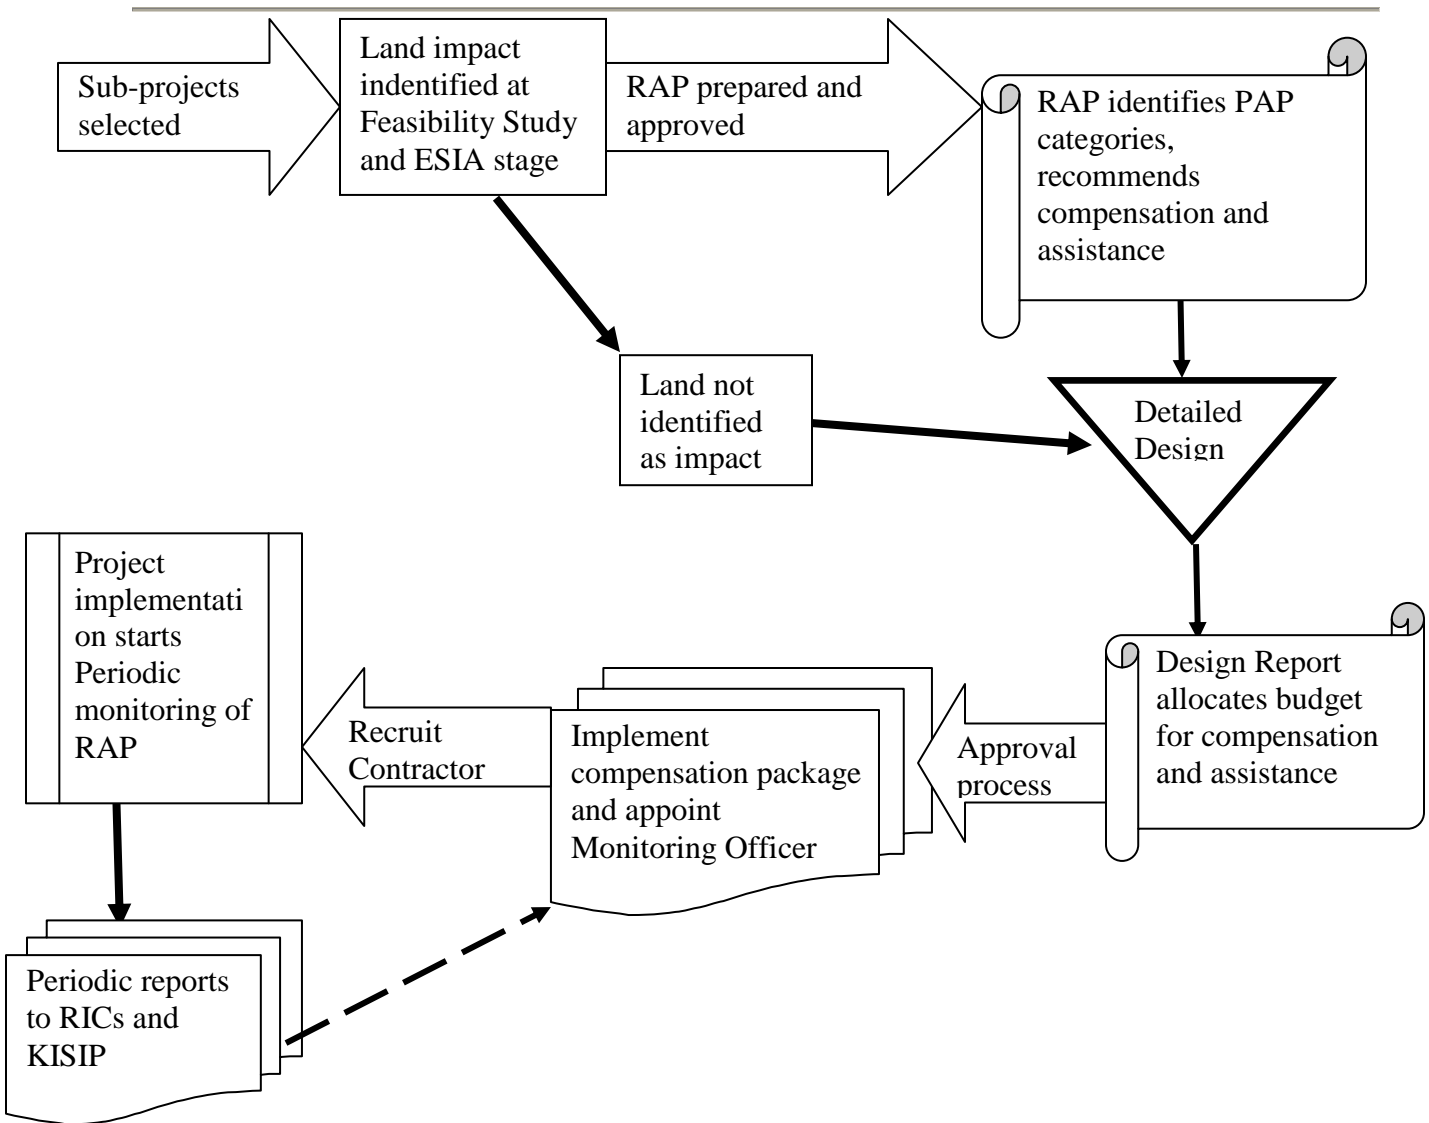 Sub-projects
selected
Land impact
indentified at
Feasibility Study
and ESIA stage
RAP prepared and
approved
RAP identifies PAP
categories,
recommends
compensation and
assistance
Land not
identified
as impact
Detailed
Design
Project
implementati
on starts
Periodic
monitoring of
RAP
Recruit
Contractor
Implement
compensation package
and appoint
Monitoring Officer
Approval
process
Design Report
allocates budget
for compensation
and assistance
Periodic reports
to RICs and
KISIP